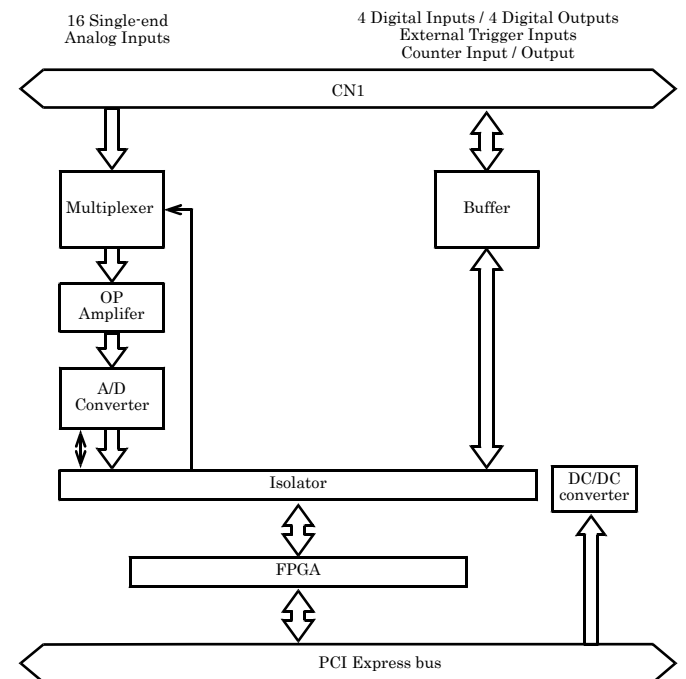 16 Single-end
Analog Inputs
4 Digital Inputs / 4 Digital Outputs
External Trigger Inputs
Counter Input / Output
CN1
Multiplexer
Buffer
OP
Amplifer
A/D
Converter
Isolator
DC/DC
converter
FPGA
PCI Express bus